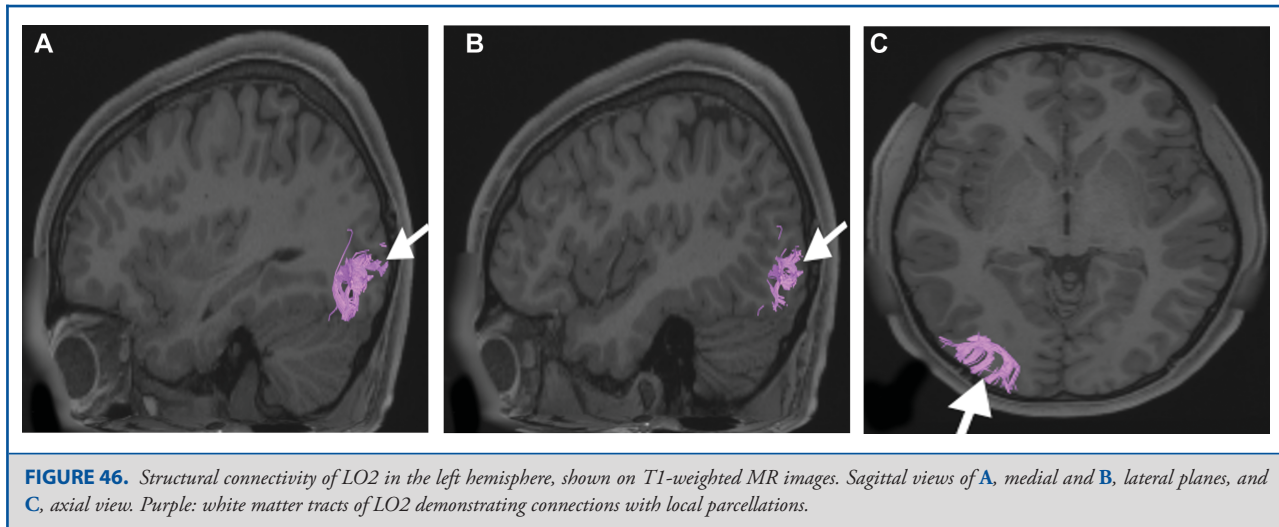 A
B
C
FIGURE 46. Structural connectivity of LO2 in the left hemisphere, shown on T1-weighted MR images. Sagittal views of A, medial and B, lateral planes, and
C, axial view. Purple: white matter tracts of LO2 demonstrating connections with local parcellations.